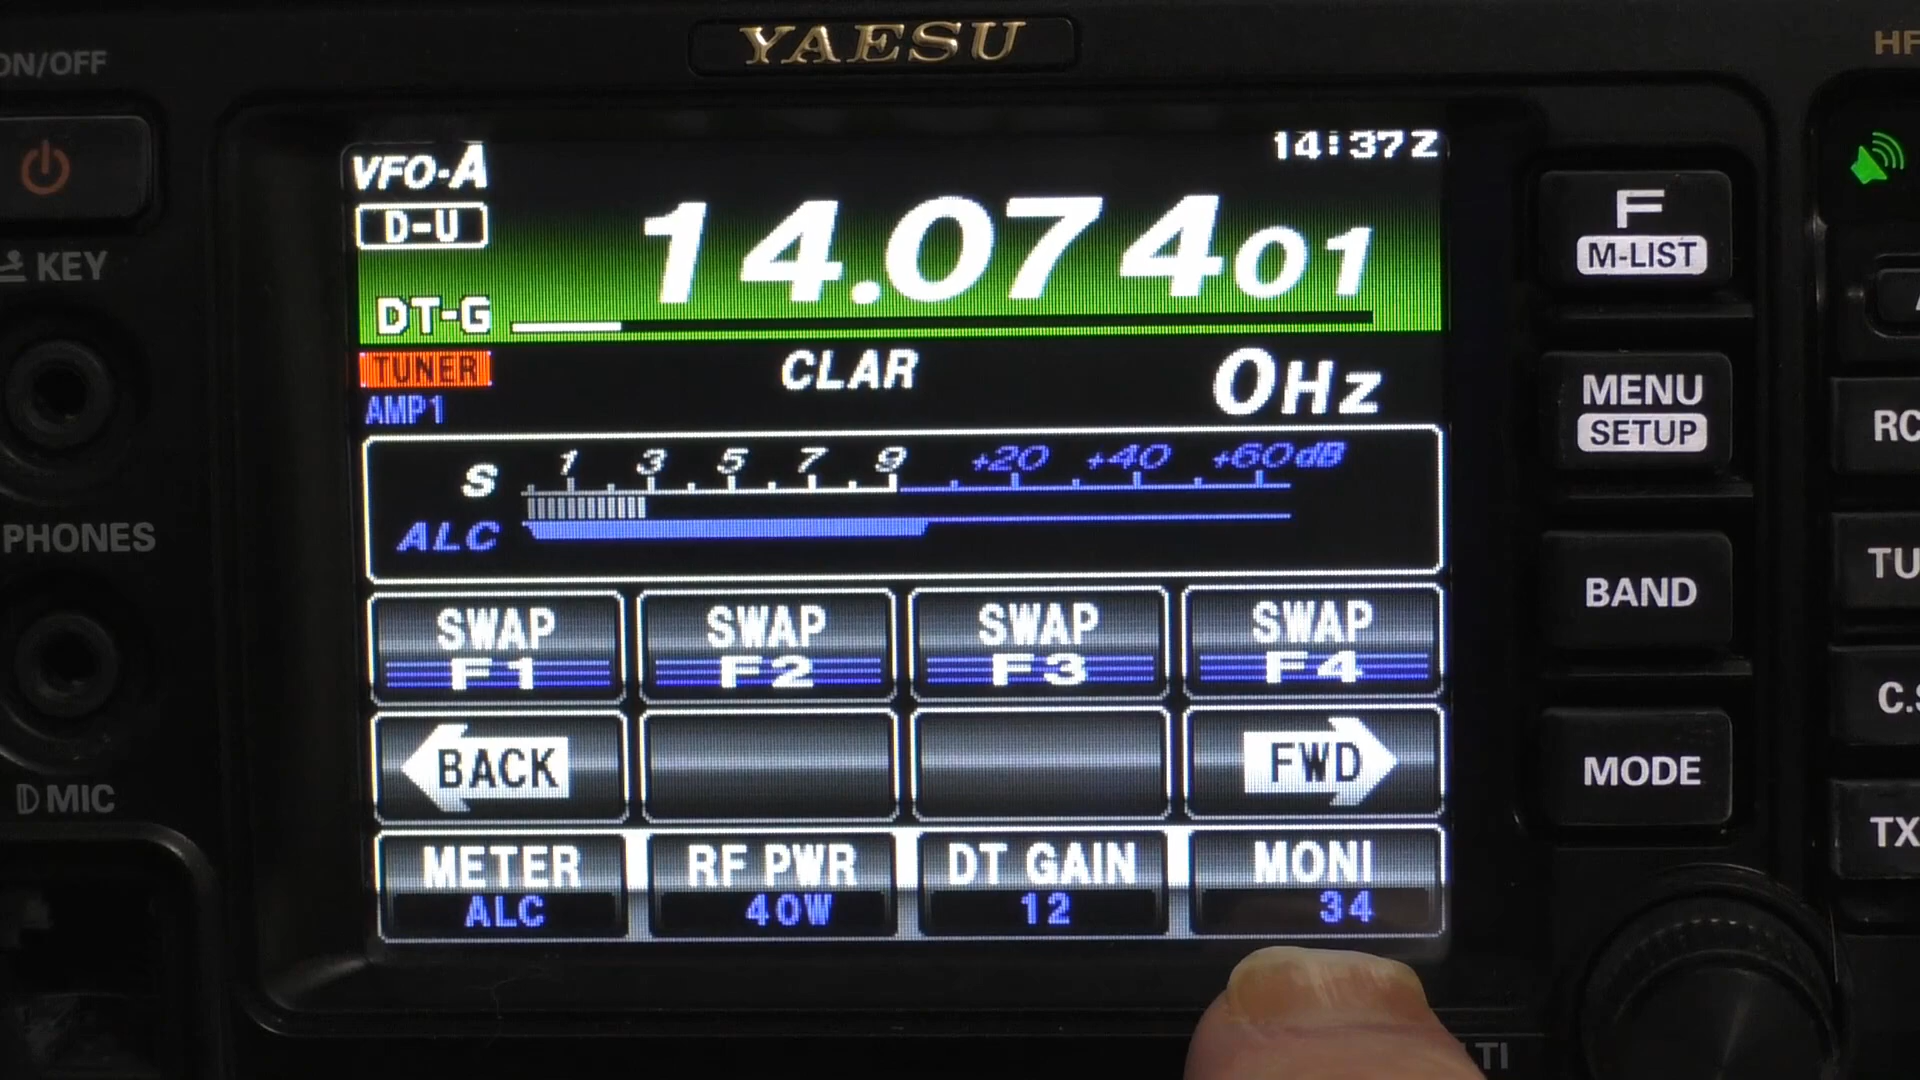 YAESU
HF
ON/OFF
14:37Z
VFO-A
D-U
14.07401
DT-G
TUNER
CLAR
0Hz
AMP1
S 1 3 5 7 9 +20 +40 +60dB
ALC
SWAP F1
SWAP F2
SWAP F3
SWAP F4
BACK
FWD
METER
RF PWR
DT GAIN
MONI
ALC
40W
12
34
KEY
PHONES
MIC
F
M-LIST
MENU
SETUP
BAND
MODE
RC
TU
C.S
TX
TI